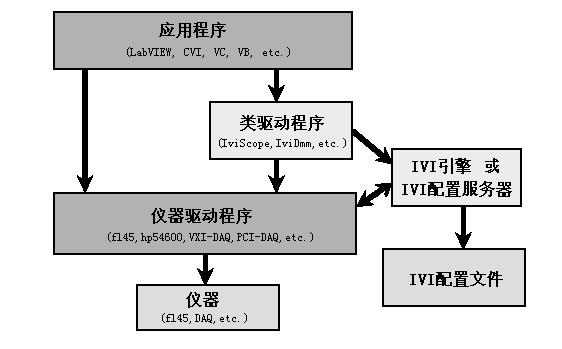 应用程序
(LabVIEW, CVI, VC, VB, etc.)
类驱动程序
(IviScope,IviDmm,etc.)
IVI引擎 或
IVI配置服务器
仪器驱动程序
(fl45,hp54600,VXI-DAQ,PCI-DAQ,etc.)
IVI配置文件
仪器
(fl45,DAQ,etc.)